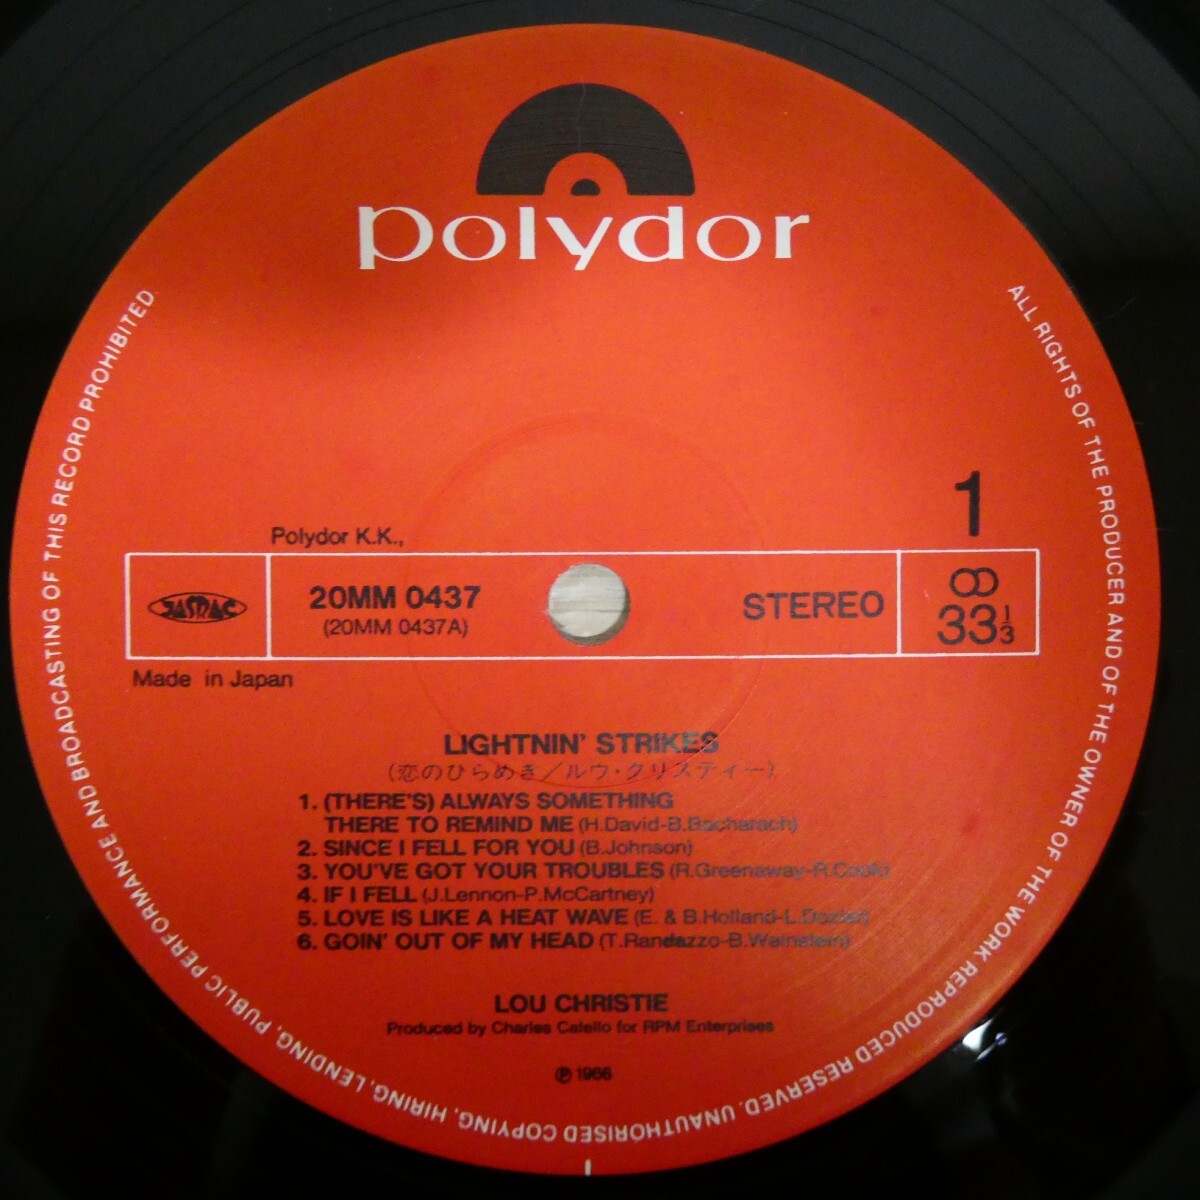 polydor
ALL RIGHTS OF THE PRODUCER AND OF THE OWNER OF THE WORK REPRODUCED RESERVED. UNAUTHORISED COPYING, HIRING, LENDING, PUBLIC PERFORMANCE AND BROADCASTING OF THIS RECORD PROHIBITED.
1
Polydor K.K.,
JASRAC
20MM 0437
(20MM 0437A)
STEREO
33 1/3
Made in Japan
LIGHTNIN' STRIKES
(恋のひらめき／ルウ・クリスティー)
1. (THERE'S) ALWAYS SOMETHING
THERE TO REMIND ME (H.David-B.Bacharach)
2. SINCE I FELL FOR YOU (B.Johnson)
3. YOU'VE GOT YOUR TROUBLES (R.Greenaway-R.Cook)
4. IF I FELL (J.Lennon-P.McCartney)
5. LOVE IS LIKE A HEAT WAVE (E. & B.Holland-L.Dozier)
6. GOIN' OUT OF MY HEAD (T.Randazzo-B.Weinstein)
LOU CHRISTIE
Produced by Charles Calello for RPM Enterprises
Ⓟ 1966